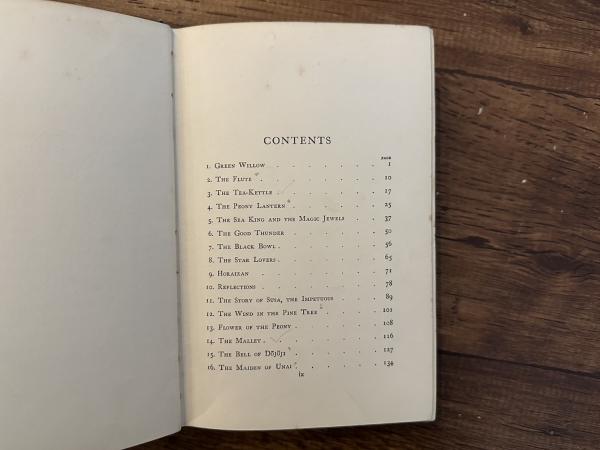 CONTENTS
PAGE
1. Green Willow . . . . . . . 1
2. The Flute . . . . . . . 10
3. The Tea-Kettle . . . . . . 17
4. The Peony Lantern . . . . . 25
5. The Sea King and the Magic Jewels . . 37
6. The Good Thunder . . . . . 50
7. The Black Bowl . . . . . . 56
8. The Star Lovers . . . . . . 65
9. Horaizan . . . . . . . 71
10. Reflections . . . . . . . 78
11. The Story of Susa, the Impetuous . . . 89
12. The Wind in the Pine Tree . . . . 101
13. Flower of the Peony . . . . . 108
14. The Mallet . . . . . . . 116
15. The Bell of Dōjōji . . . . . 127
16. The Maiden of Unai . . . . . 134
ix